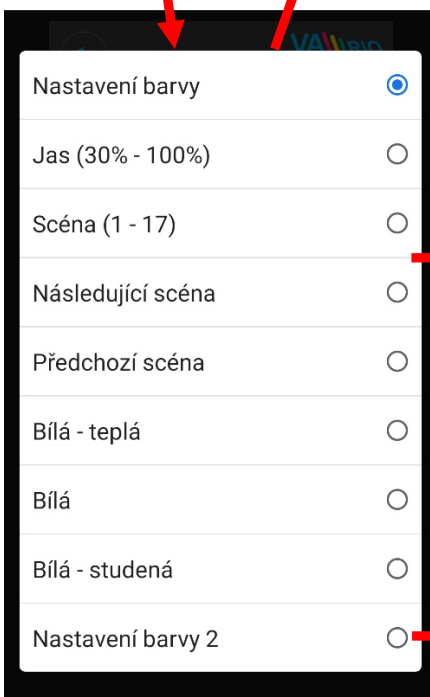 Nastavení barvy
Jas (30% - 100%)
Scéna (1 - 17)
Následující scéna
Předchozí scéna
Bílá - teplá
Bílá
Bílá - studená
Nastavení barvy 2